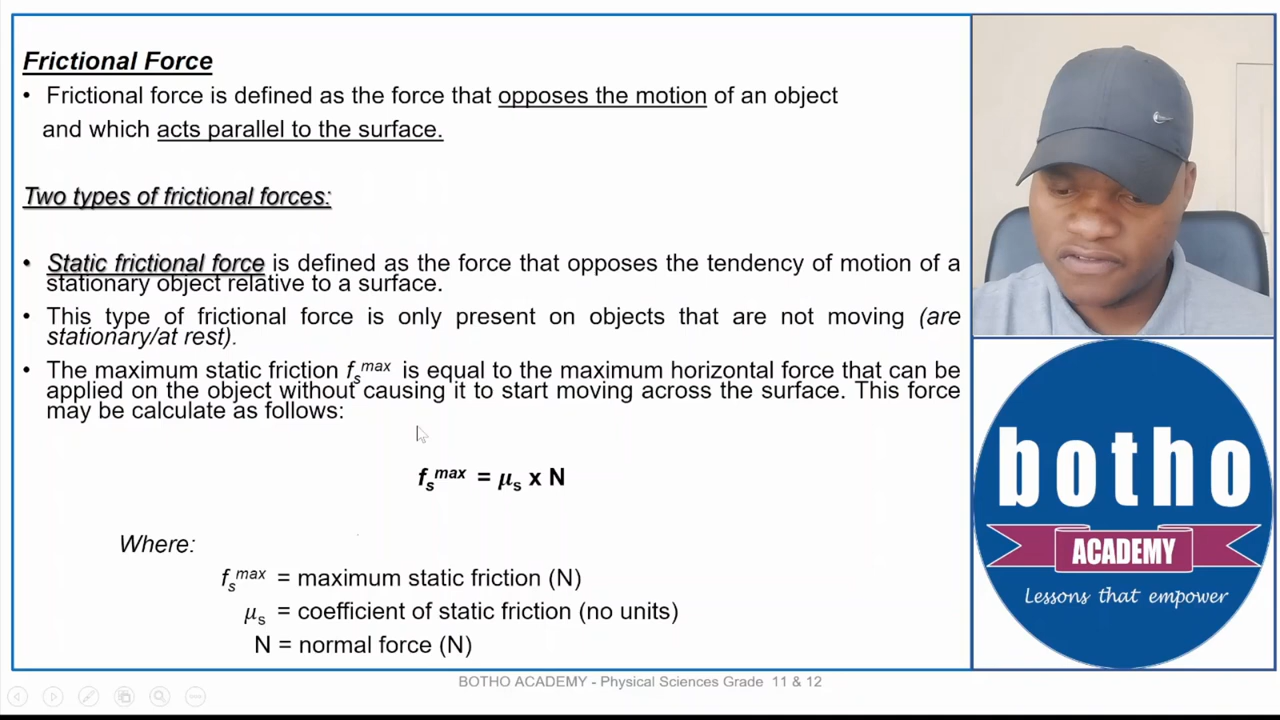 Frictional Force
• Frictional force is defined as the force that opposes the motion of an object
and which acts parallel to the surface.
Two types of frictional forces:
• Static frictional force is defined as the force that opposes the tendency of motion of a
stationary object relative to a surface.
• This type of frictional force is only present on objects that are not moving (are
stationary/at rest).
• The maximum static friction fₛᵐᵃˣ is equal to the maximum horizontal force that can be
applied on the object without causing it to start moving across the surface. This force
may be calculate as follows:
fₛᵐᵃˣ = μₛ x N
Where:
fₛᵐᵃˣ = maximum static friction (N)
μₛ = coefficient of static friction (no units)
N = normal force (N)
botho
ACADEMY
Lessons that empower
BOTHO ACADEMY - Physical Sciences Grade 11 & 12